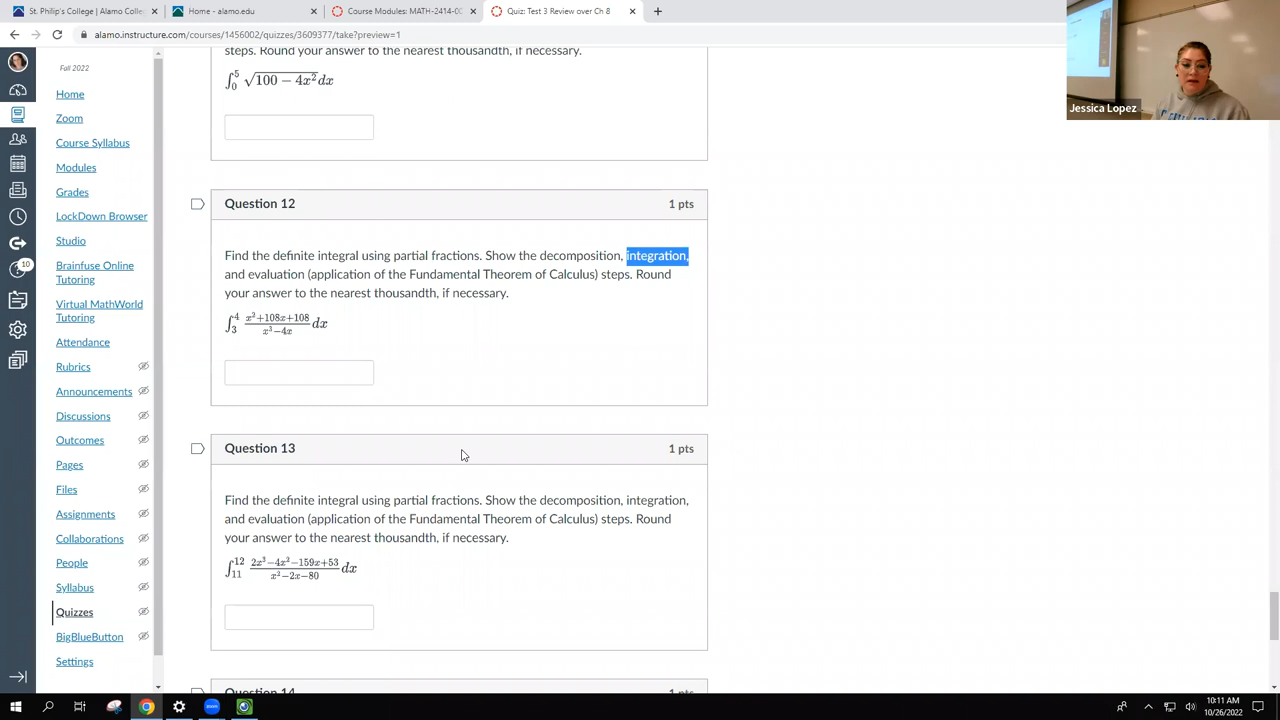 St. Philip's College | Alamo Colle
Home - alamo.edu
Course Modules: MATH-2414-00
Quiz: Test 3 Review over Ch 8
alamo.instructure.com/courses/1456002/quizzes/3609377/take?preview=1
Jessica Lopez
Fall 2022
Home
Zoom
Course Syllabus
Modules
Grades
LockDown Browser
Studio
10
Brainfuse Online
Tutoring
Virtual MathWorld
Tutoring
Attendance
Rubrics
Announcements
Discussions
Outcomes
Pages
Files
Assignments
Collaborations
People
Syllabus
Quizzes
BigBlueButton
Settings
steps. Round your answer to the nearest thousandth, if necessary.
∫₀⁵ √(100 − 4x²) dx
Question 12 1 pts
Find the definite integral using partial fractions. Show the decomposition, integration,
and evaluation (application of the Fundamental Theorem of Calculus) steps. Round
your answer to the nearest thousandth, if necessary.
∫₃⁴ (x²+108x+108)/(x³−4x) dx
Question 13 1 pts
Find the definite integral using partial fractions. Show the decomposition, integration,
and evaluation (application of the Fundamental Theorem of Calculus) steps. Round
your answer to the nearest thousandth, if necessary.
∫₁₁¹² (2x³−4x²−159x+53)/(x²−2x−80) dx
Question 14 1 pts
10:11 AM
10/26/2022